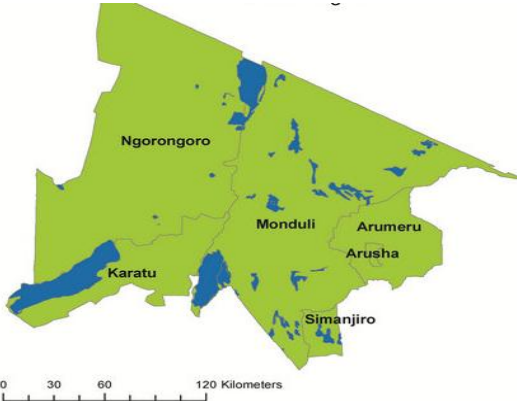 Ngorongoro
Monduli
Arumeru
Arusha
Karatu
Simanjiro
0 30 60 120 Kilometers